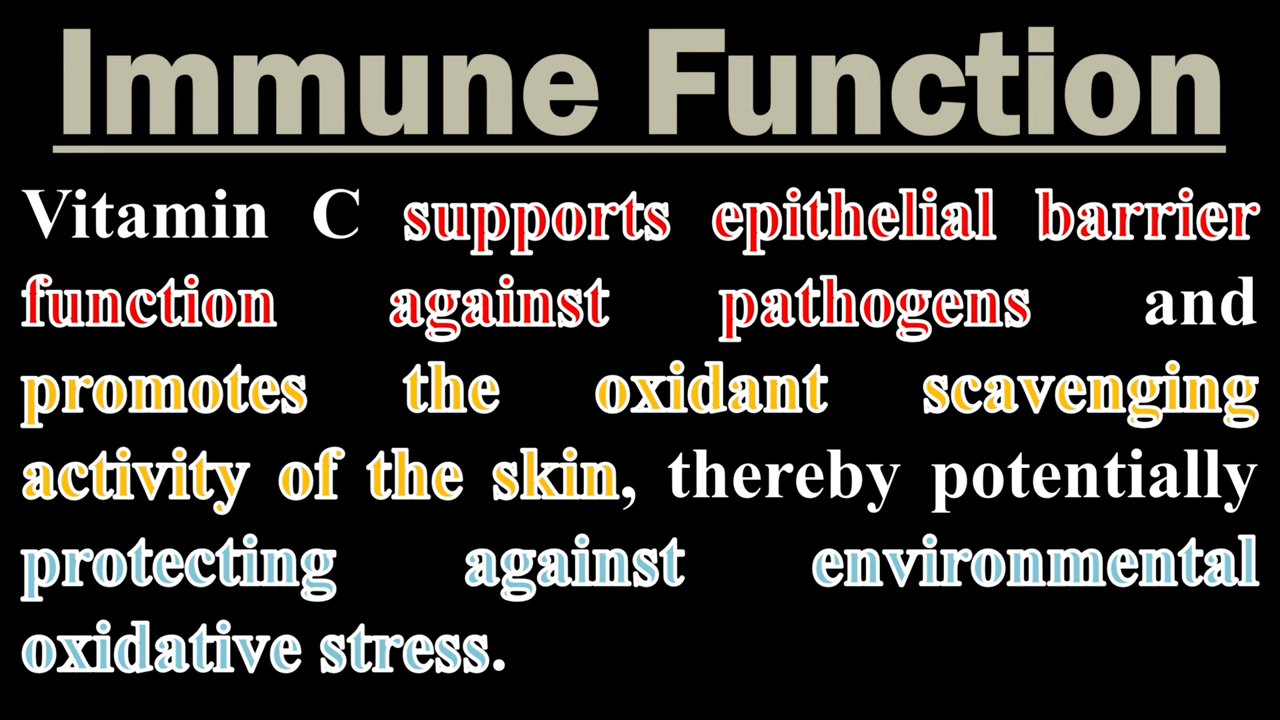 Immune Function
Vitamin C supports epithelial barrier
function against pathogens and
promotes the oxidant scavenging
activity of the skin, thereby potentially
protecting against environmental
oxidative stress.